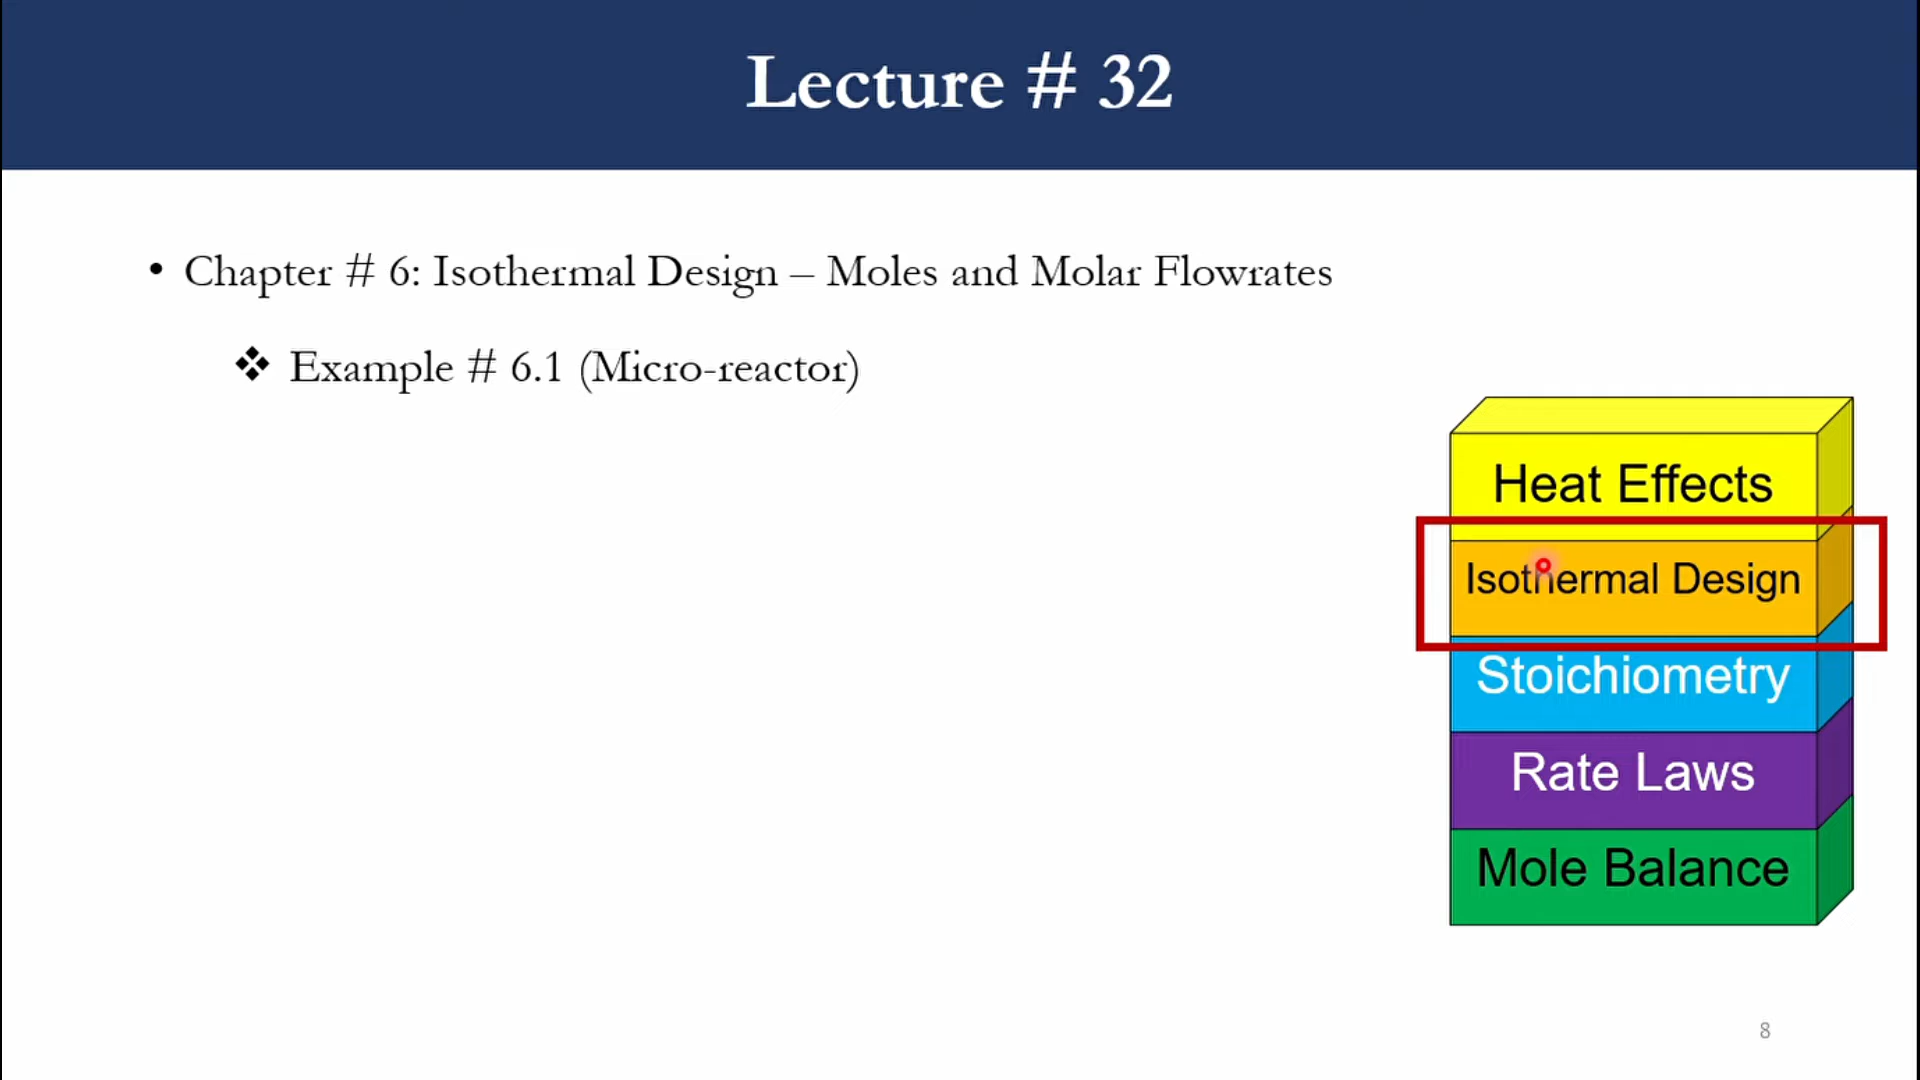 Lecture # 32
• Chapter # 6: Isothermal Design – Moles and Molar Flowrates
❖ Example # 6.1 (Micro-reactor)
Heat Effects
Isothermal Design
Stoichiometry
Rate Laws
Mole Balance
8